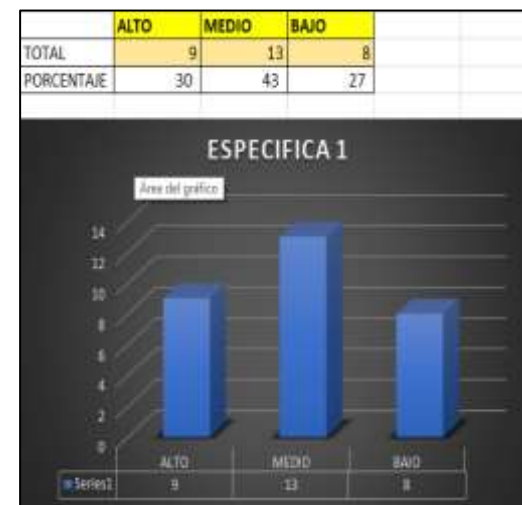 ALTO MEDIO BAJO
TOTAL 9 13 8
PORCENTAJE 30 43 27
ESPECIFICA 1
Área del gráfico
14
12
10
8
6
4
2
0
ALTO MEDIO BAJO
Series1 9 13 8